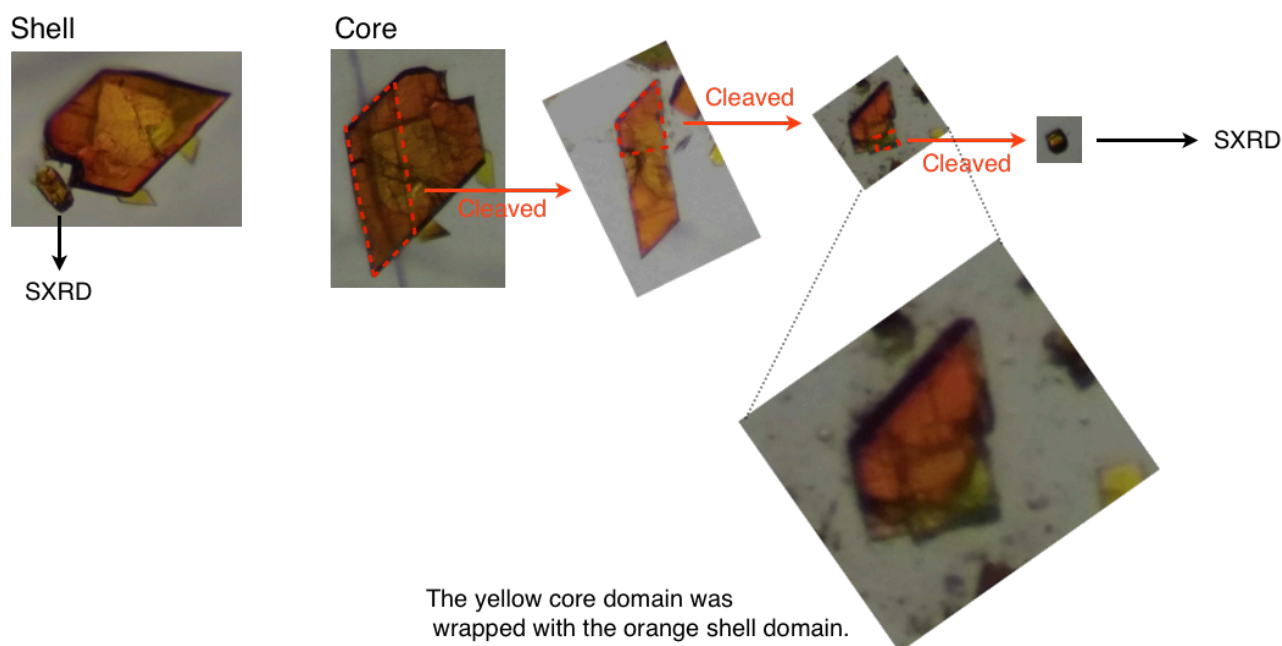 Shell
Core
Cleaved
Cleaved
Cleaved
SXRD
SXRD
The yellow core domain was
wrapped with the orange shell domain.